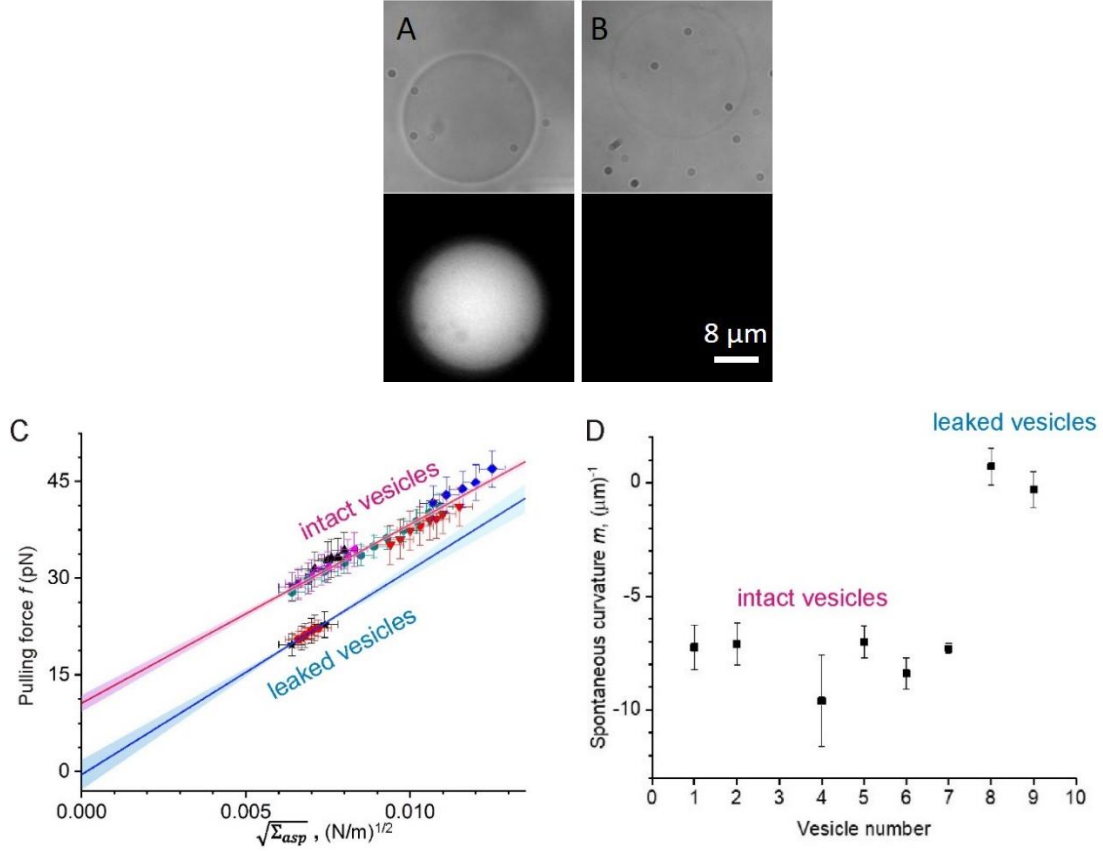 A
B
8 μm
C
intact vesicles
leaked vesicles
Pulling force f (pN)
45
30
15
0
0.000
0.005
0.010
√Σasp , (N/m)1/2
D
leaked vesicles
intact vesicles
Spontaneous curvature m, (μm)-1
0
-5
-10
0 1 2 3 4 5 6 7 8 9 10
Vesicle number